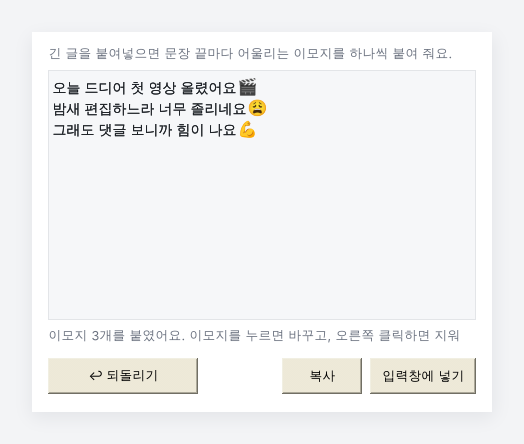 긴 글을 붙여넣으면 문장 끝마다 어울리는 이모지를 하나씩 붙여 줘요.
오늘 드디어 첫 영상 올렸어요🎬
밤새 편집하느라 너무 졸리네요😩
그래도 댓글 보니까 힘이 나요💪
이모지 3개를 붙였어요. 이모지를 누르면 바꾸고, 오른쪽 클릭하면 지워
↩ 되돌리기
복사
입력창에 넣기